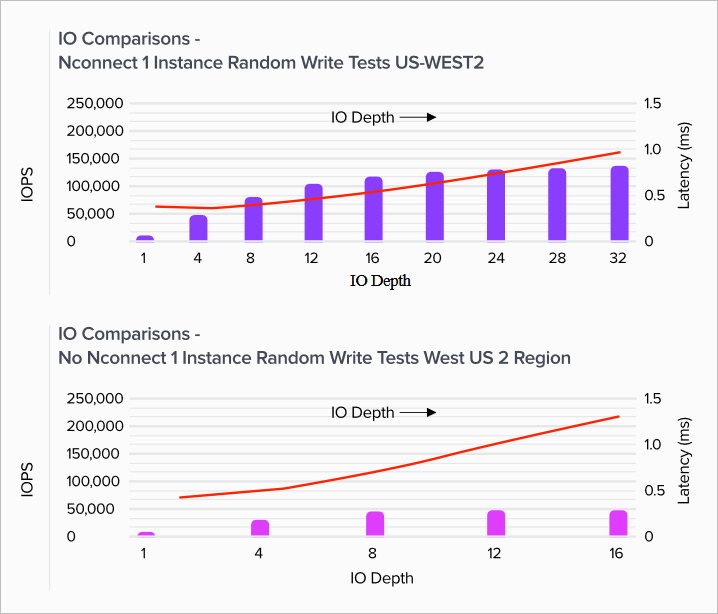 IO Comparisons -
Nconnect 1 Instance Random Write Tests US-WEST2
250,000
200,000
150,000
100,000
50,000
0
IOPS
IO Depth
1.5
1.0
0.5
0
Latency (ms)
1 4 8 12 16 20 24 28 32
IO Depth
IO Comparisons -
No Nconnect 1 Instance Random Write Tests West US 2 Region
250,000
200,000
150,000
100,000
50,000
0
IOPS
IO Depth
1.5
1.0
0.5
0
Latency (ms)
1 4 8 12 16
IO Depth